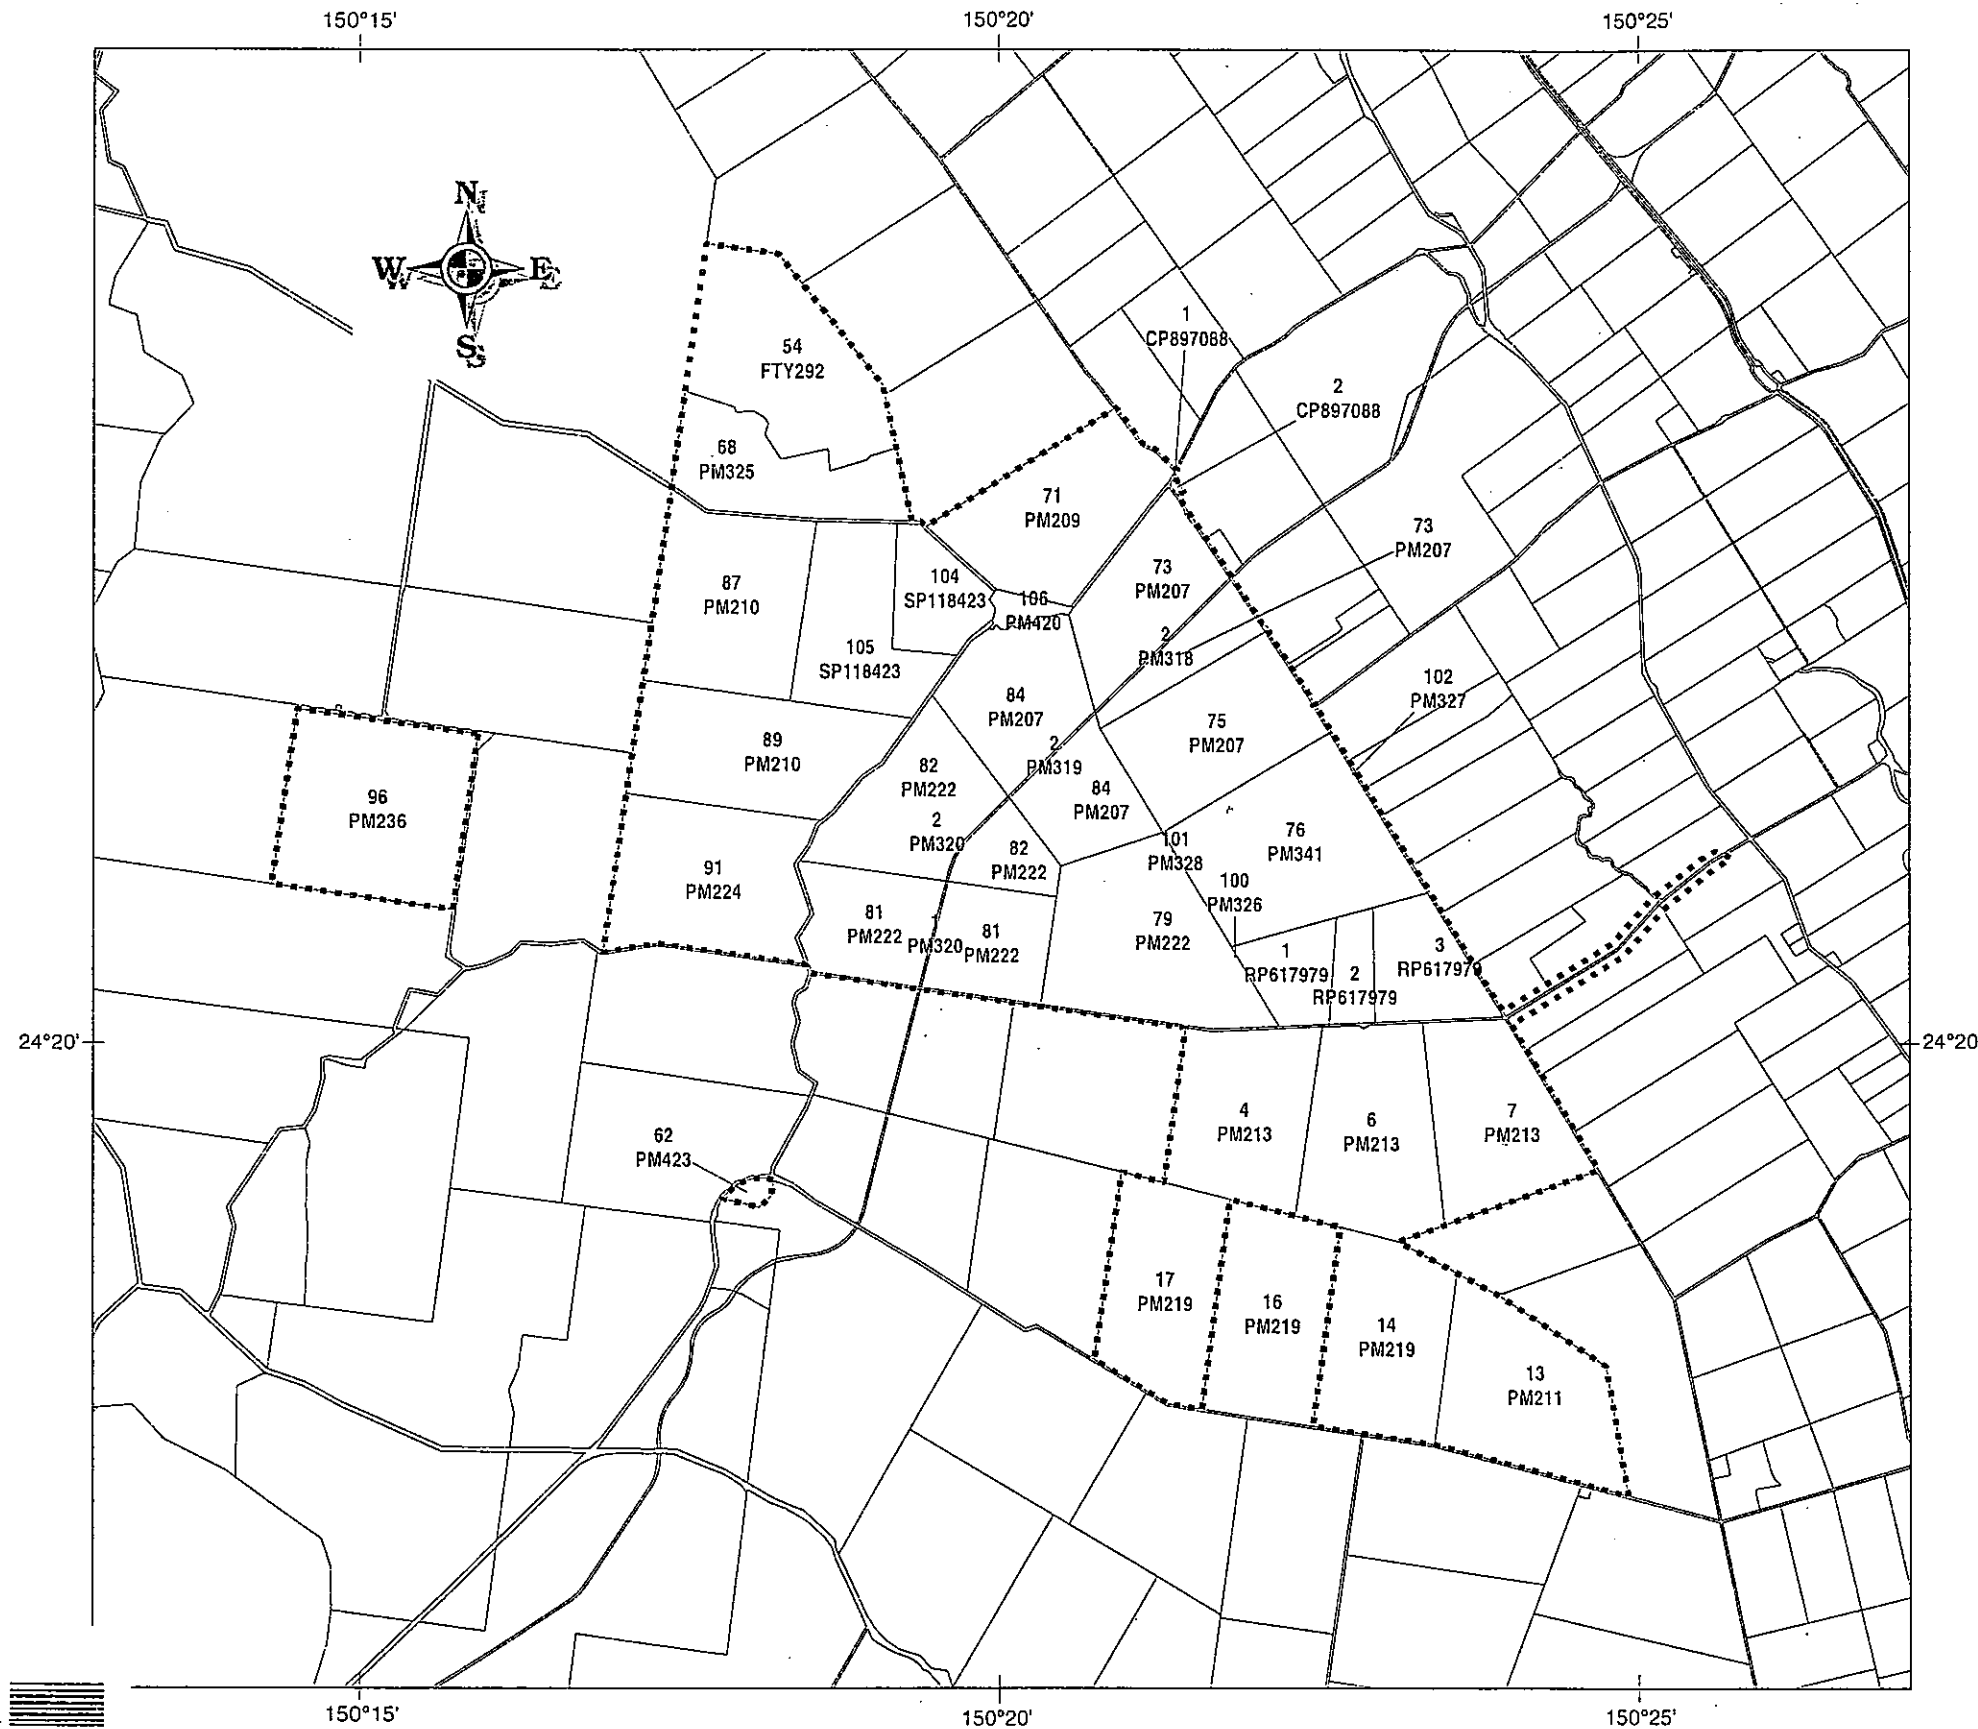 150°15'
150°20'
150°25'
N
W
E
S
54
FTY292
1
CP897088
2
CP897088
68
PM325
71
PM209
73
PM207
87
PM210
104
SP118423
106
PM420
73
PM207
105
SP118423
2
PM318
102
PM327
84
PM207
75
PM207
89
PM210
2
PM319
82
PM222
84
PM207
96
PM236
2
PM320
82
PM222
101
PM328
76
PM341
91
PM224
100
PM326
81
PM222
1
PM320
81
PM222
79
PM222
1
RP617979
2
RP617979
3
RP617979
24°20'
24°20
62
PM423
4
PM213
6
PM213
7
PM213
17
PM219
16
PM219
14
PM219
13
PM211
150°15'
150°20'
150°25'